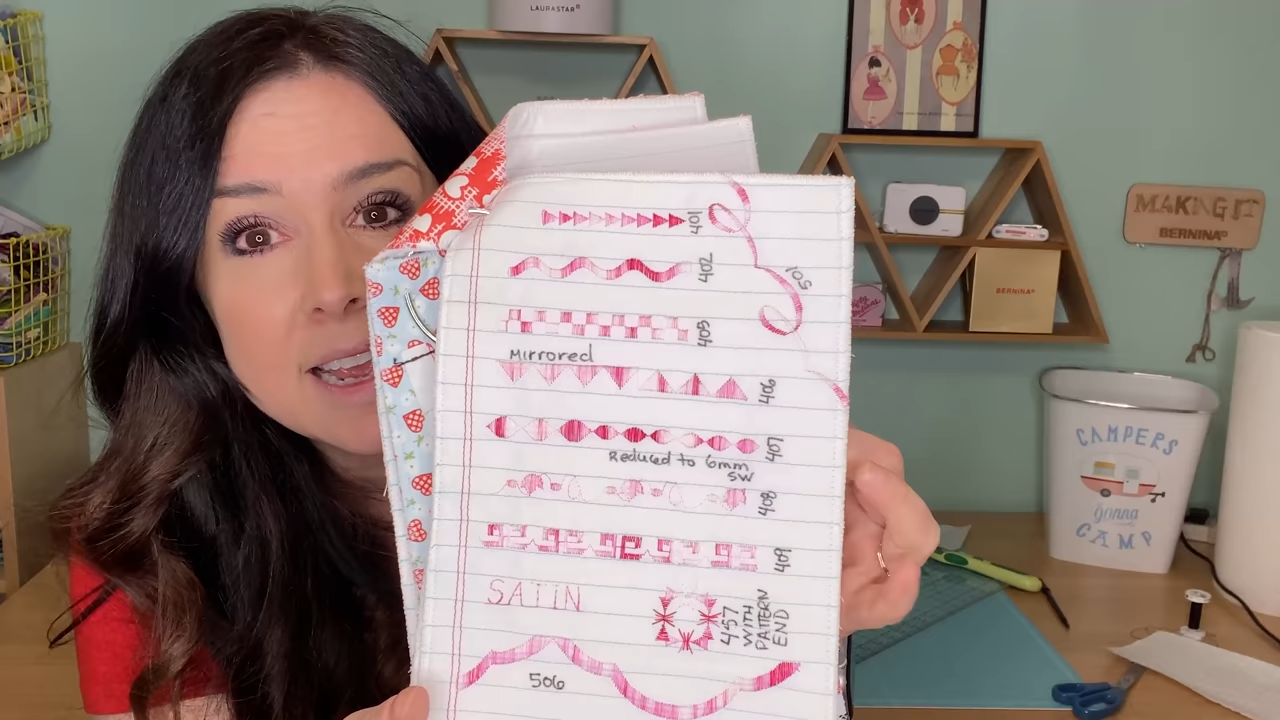 LAURASTAR
401
402
501
405
Mirrored
406
407
Reduced to 6mm
SW
408
409
SATIN
457
WITH
PATTERN
END
506
MAKING IT
BERNINA
BERNINA
CAMPERS
gonna
CAMP